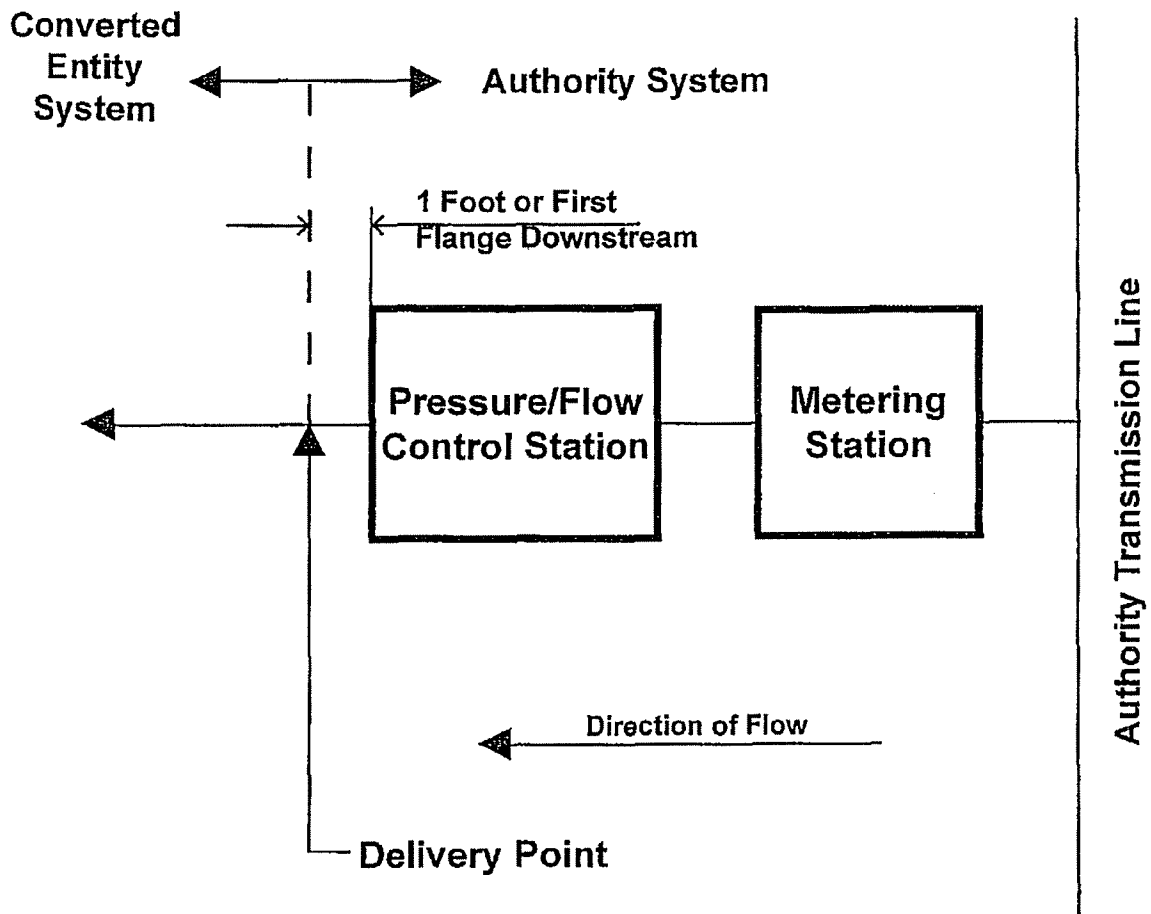 Converted
Entity
System
Authority System
1 Foot or First
Flange Downstream
Pressure/Flow
Control Station
Metering
Station
Authority Transmission Line
Direction of Flow
Delivery Point